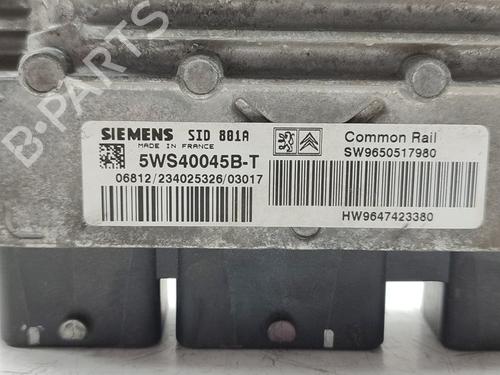 B-PARTS
SIEMENS SID 801A
MADE IN FRANCE
5WS40045B-T
06812/234025326/03017
Common Rail
SW9650517980
HW9647423380